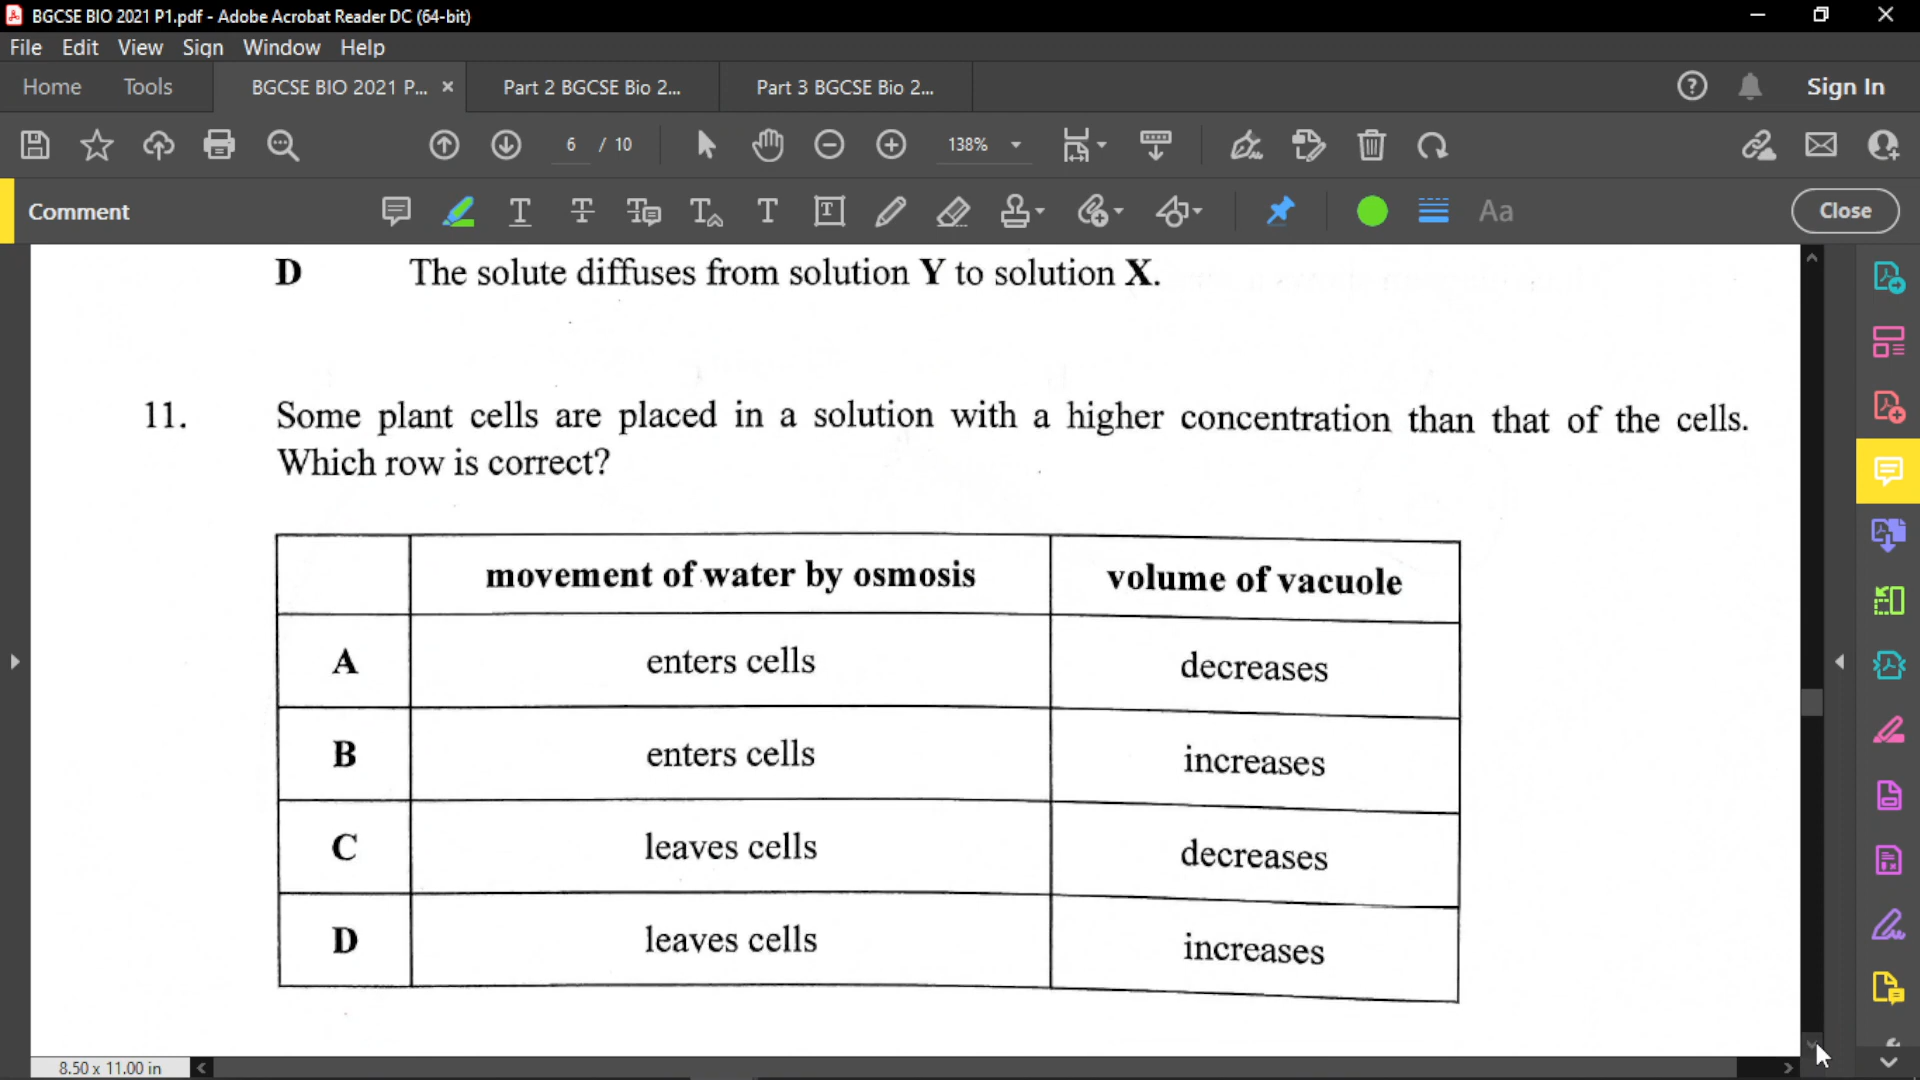 BGCSE BIO 2021 P1.pdf - Adobe Acrobat Reader DC (64-bit)
File Edit View Sign Window Help
Home Tools BGCSE BIO 2021 P... × Part 2 BGCSE Bio 2... Part 3 BGCSE Bio 2... Sign In
6 / 10 138%
Comment Aa Close
D The solute diffuses from solution Y to solution X.
11. Some plant cells are placed in a solution with a higher concentration than that of the cells.
Which row is correct?
movement of water by osmosis volume of vacuole
A enters cells decreases
B enters cells increases
C leaves cells decreases
D leaves cells increases
8.50 x 11.00 in